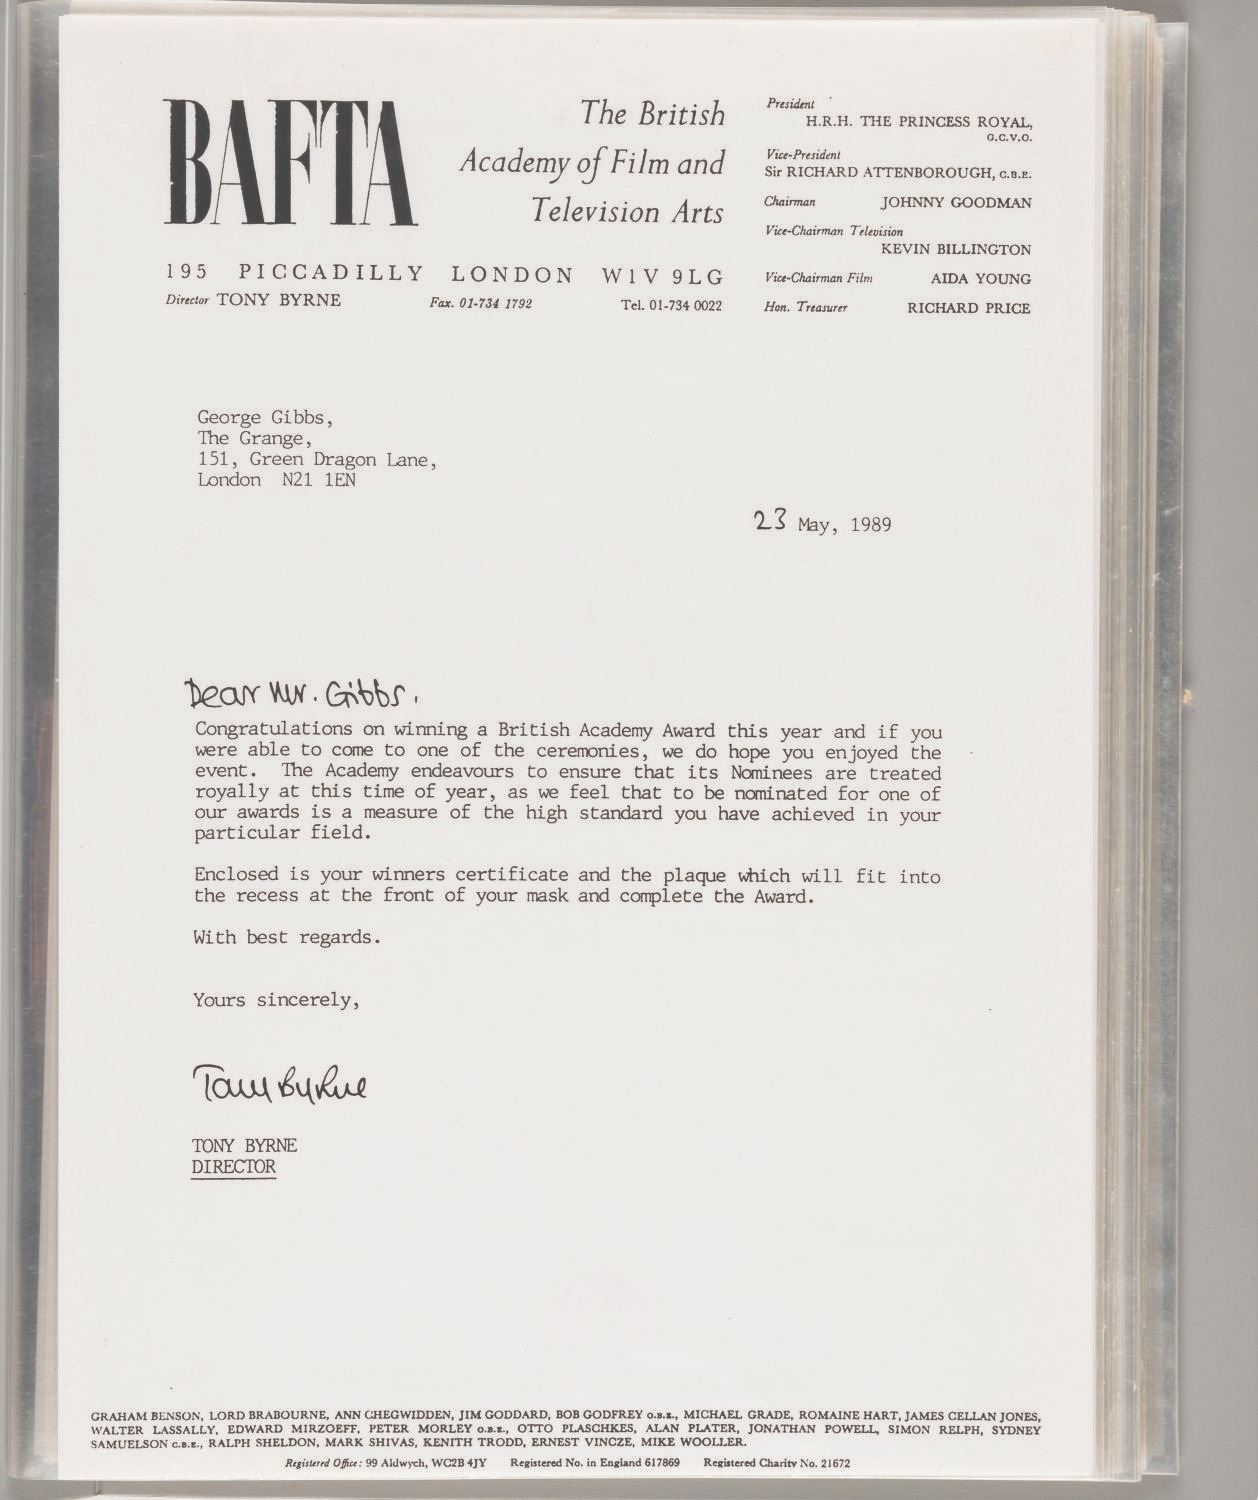 BAFTA
The British
Academy of Film and
Television Arts
195 PICCADILLY LONDON W1V 9LG
Director TONY BYRNE Fax. 01-734 1792 Tel. 01-734 0022
President
H.R.H. THE PRINCESS ROYAL,
G.C.V.O.
Vice-President
Sir RICHARD ATTENBOROUGH, C.B.E.
Chairman JOHNNY GOODMAN
Vice-Chairman Television
KEVIN BILLINGTON
Vice-Chairman Film AIDA YOUNG
Hon. Treasurer RICHARD PRICE
George Gibbs,
The Grange,
151, Green Dragon Lane,
London N21 1EN
23 May, 1989
Dear Mr. Gibbs.
Congratulations on winning a British Academy Award this year and if you
were able to come to one of the ceremonies, we do hope you enjoyed the
event. The Academy endeavours to ensure that its Nominees are treated
royally at this time of year, as we feel that to be nominated for one of
our awards is a measure of the high standard you have achieved in your
particular field.
Enclosed is your winners certificate and the plaque which will fit into
the recess at the front of your mask and complete the Award.
With best regards.
Yours sincerely,
Tony Byrne
TONY BYRNE
DIRECTOR
GRAHAM BENSON, LORD BRABOURNE, ANN CHEGWIDDEN, JIM GODDARD, BOB GODFREY O.B.E., MICHAEL GRADE, ROMAINE HART, JAMES CELLAN JONES,
WALTER LASSALLY, EDWARD MIRZOEFF, PETER MORLEY O.B.E., OTTO PLASCHKES, ALAN PLATER, JONATHAN POWELL, SIMON RELPH, SYDNEY
SAMUELSON C.B.E., RALPH SHELDON, MARK SHIVAS, KENITH TRODD, ERNEST VINCZE, MIKE WOOLLER.
Registered Office: 99 Aldwych, WC2B 4JY Registered No. in England 617869 Registered Charity No. 21672